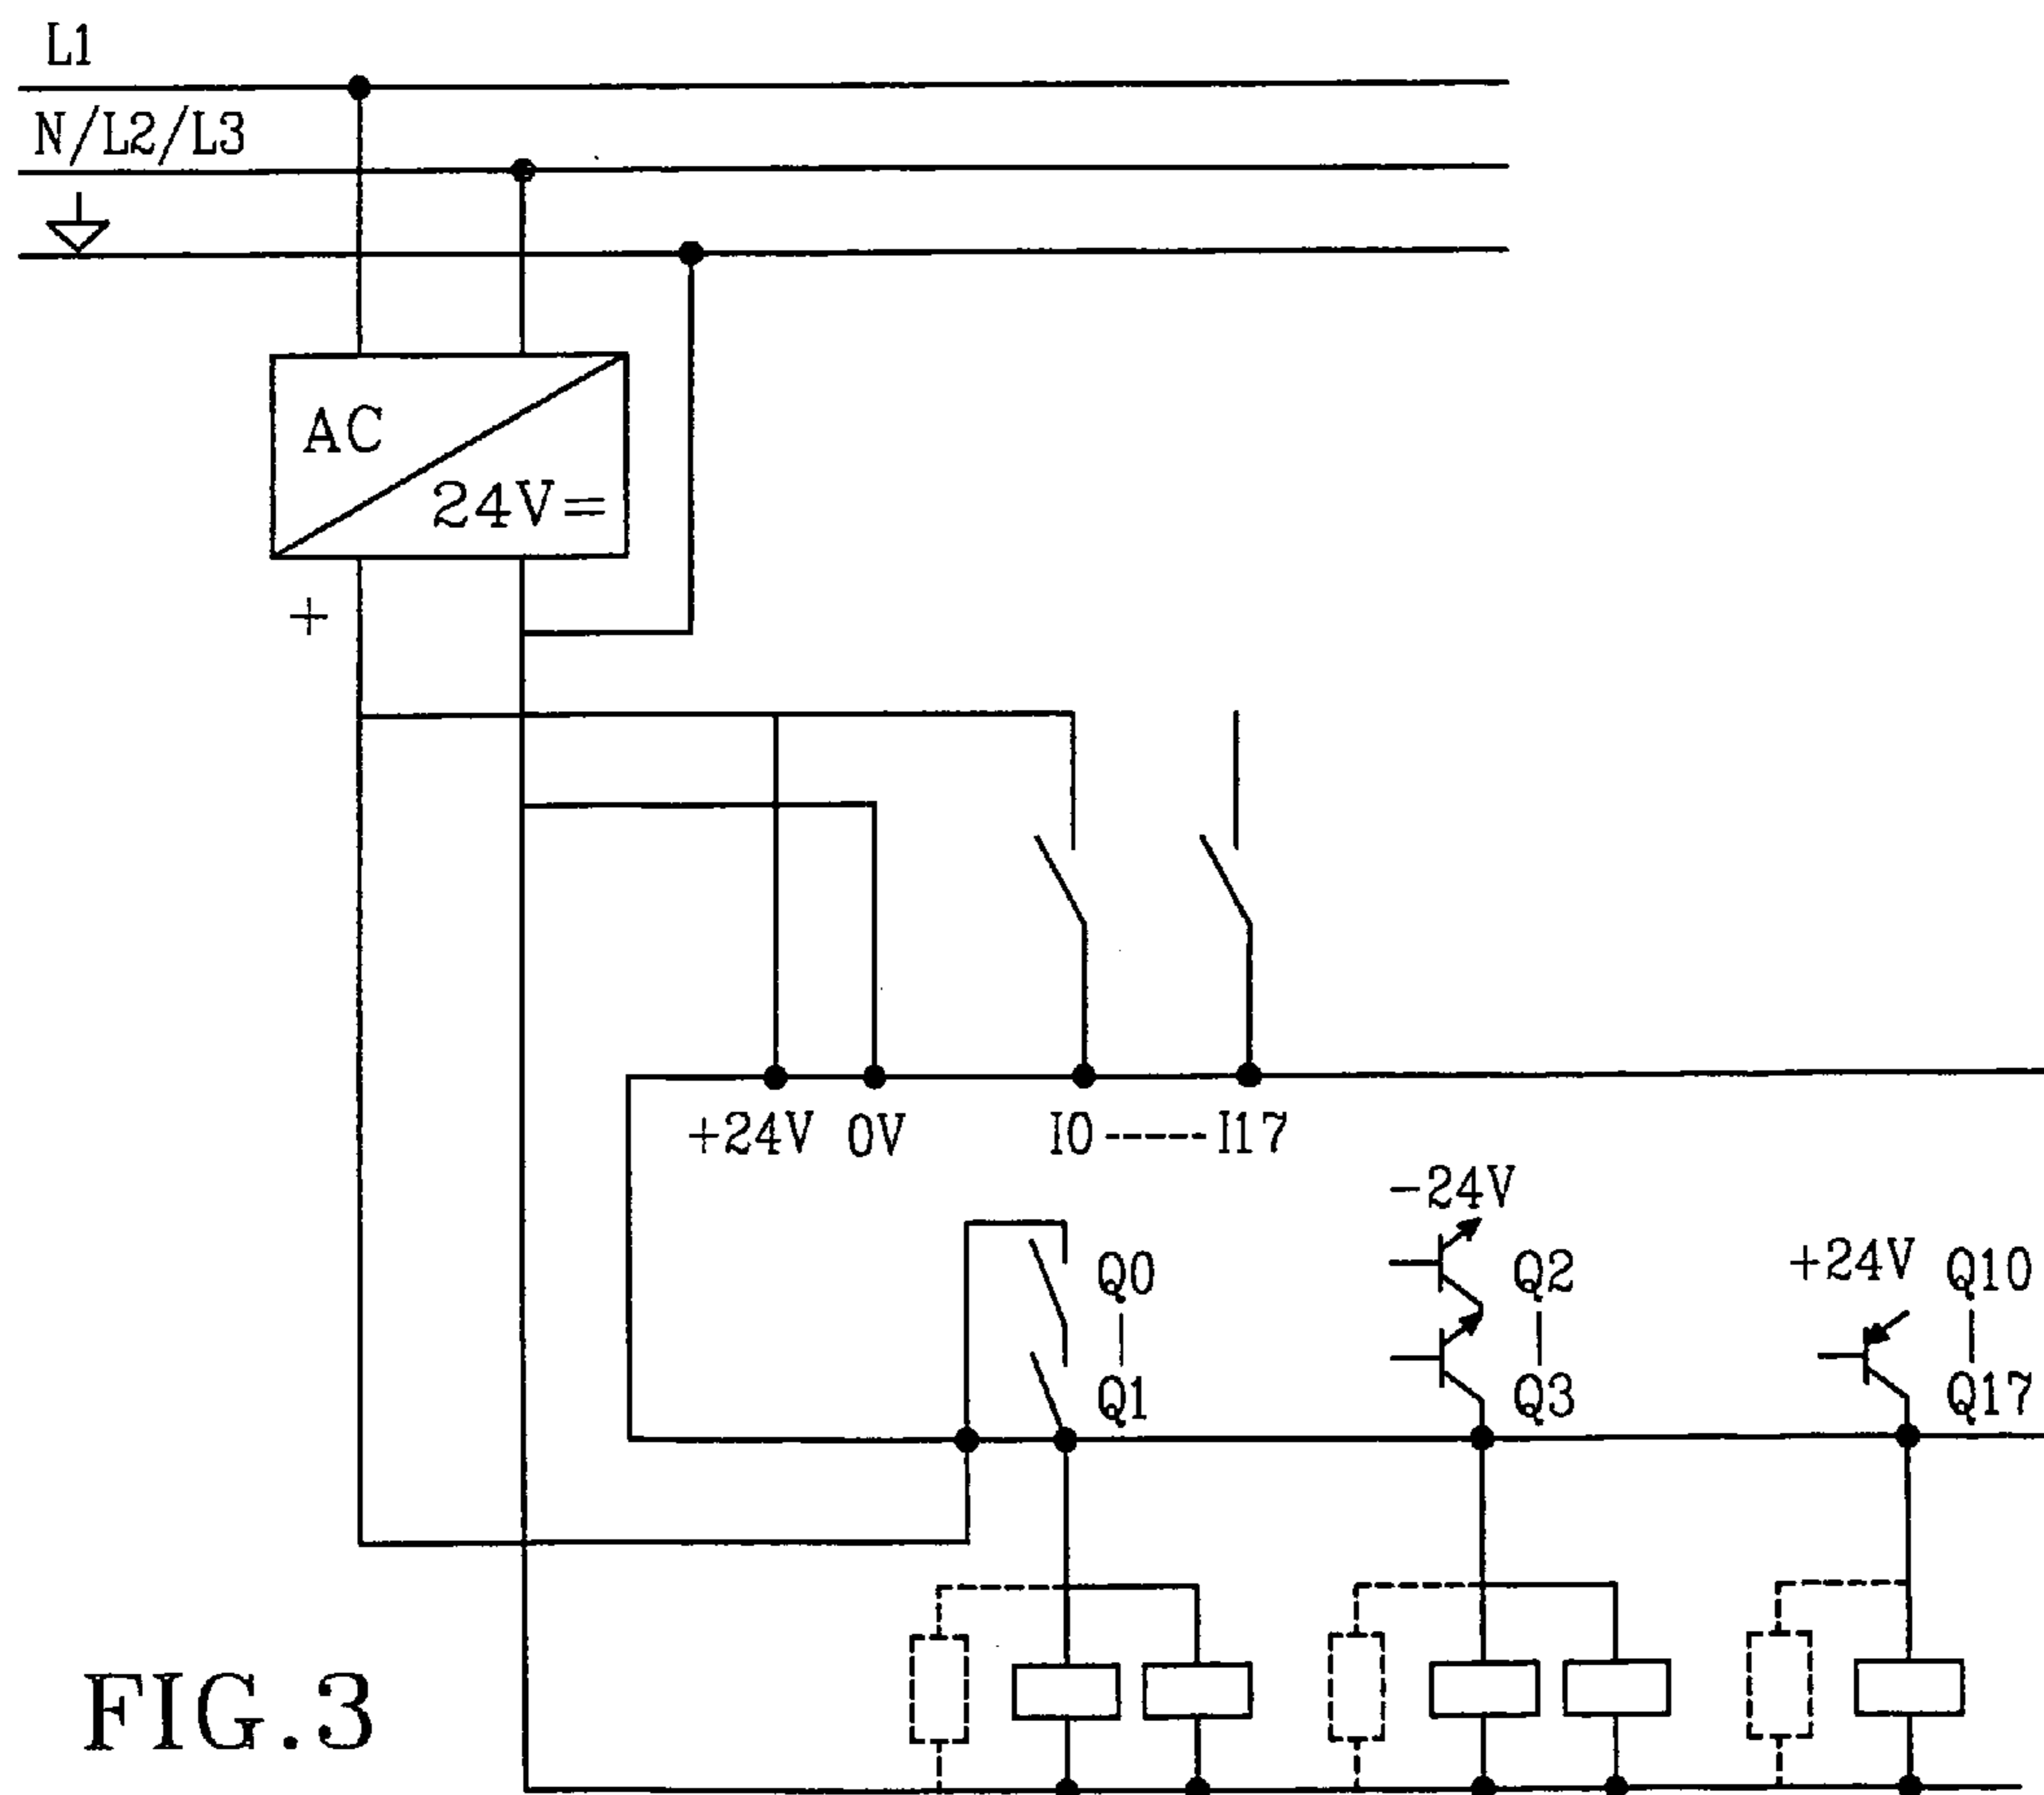 L1
N/L2/L3
AC
24V=
+
+24V 0V I0-----I17
-24V
Q0 Q2 +24V Q10
Q1 Q3 Q17
FIG.3